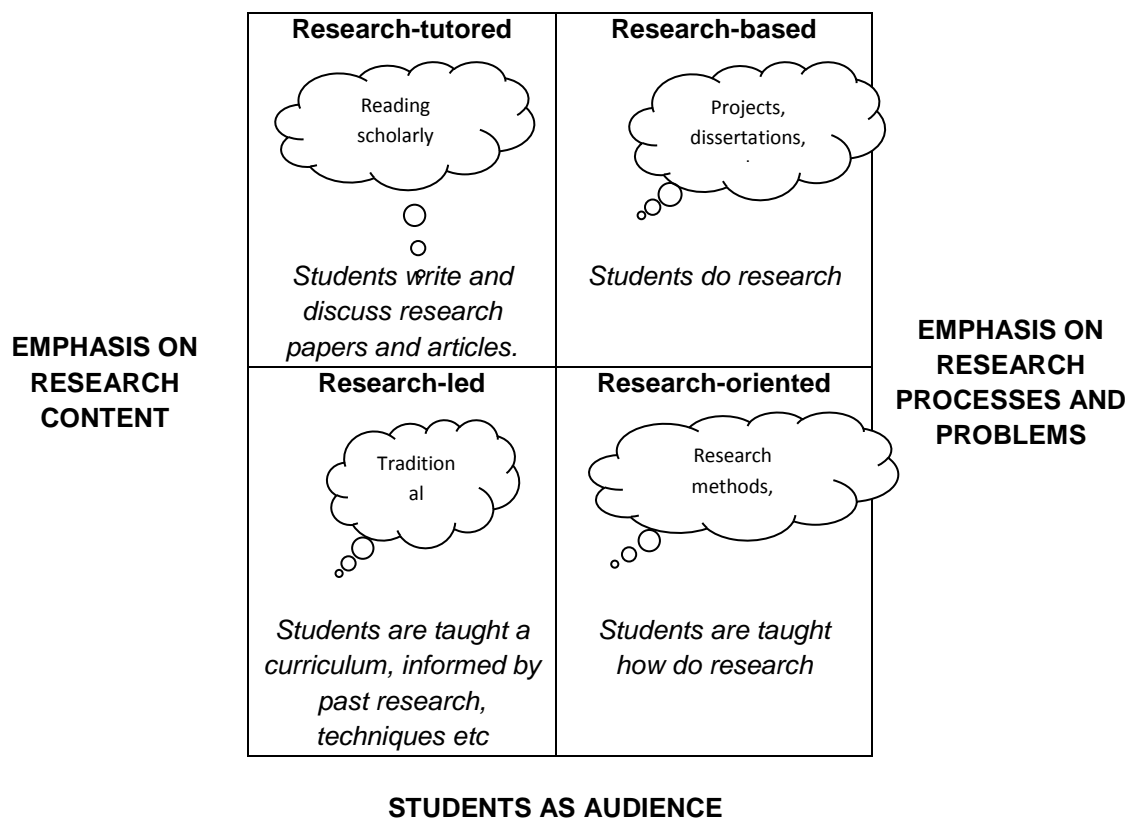 Research-tutored
Reading
scholarly
Students write and
discuss research
papers and articles.
Research-based
Projects,
dissertations,
Students do research
EMPHASIS ON
RESEARCH
CONTENT
EMPHASIS ON
RESEARCH
PROCESSES AND
PROBLEMS
Research-led
Tradition
al
Students are taught a
curriculum, informed by
past research,
techniques etc
Research-oriented
Research
methods,
Students are taught
how do research
STUDENTS AS AUDIENCE